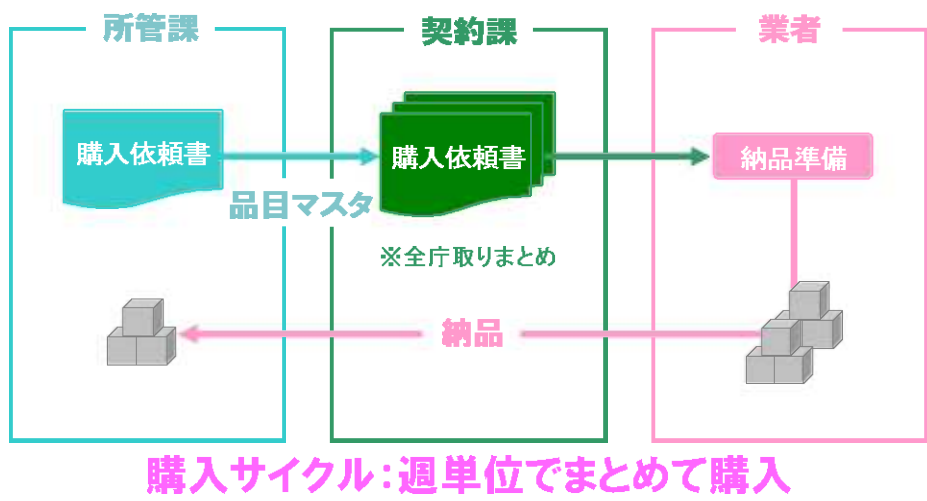 所管課
契約課
業者
購入依頼書
購入依頼書
納品準備
品目マスタ
※全庁取りまとめ
納品
購入サイクル：週単位でまとめて購入